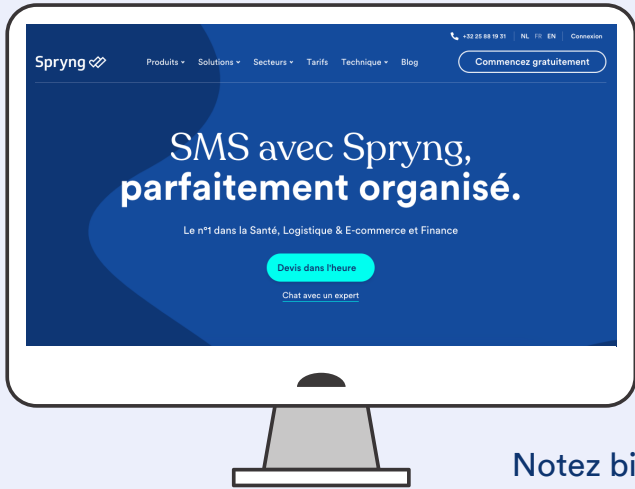 +32 25 88 19 31 NL FR EN Connexion
Spryng Produits Solutions Secteurs Tarifs Technique Blog Commencez gratuitement
SMS avec Spryng,
parfaitement organisé.
Le n°1 dans la Santé, Logistique & E-commerce et Finance
Devis dans l'heure
Chat avec un expert
Notez bi